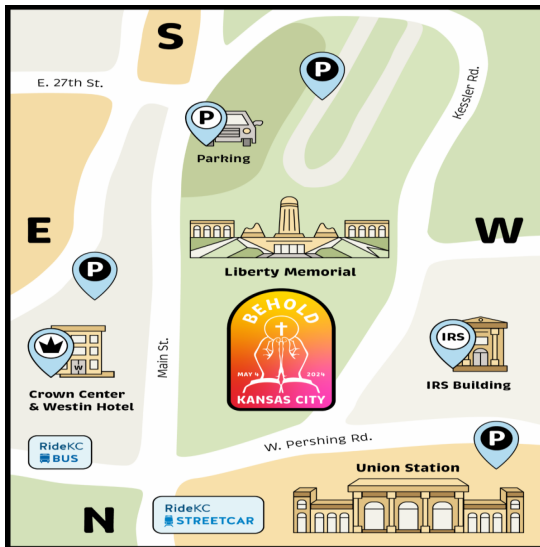 S
P
E. 27th St.
Kessler Rd.
P
Parking
E
W
Liberty Memorial
P
Main St.
BEHOLD
MAY 4 2024
KANSAS CITY
IRS
IRS Building
W
Crown Center
& Westin Hotel
W. Pershing Rd.
P
RideKC
BUS
Union Station
RideKC
STREETCAR
N